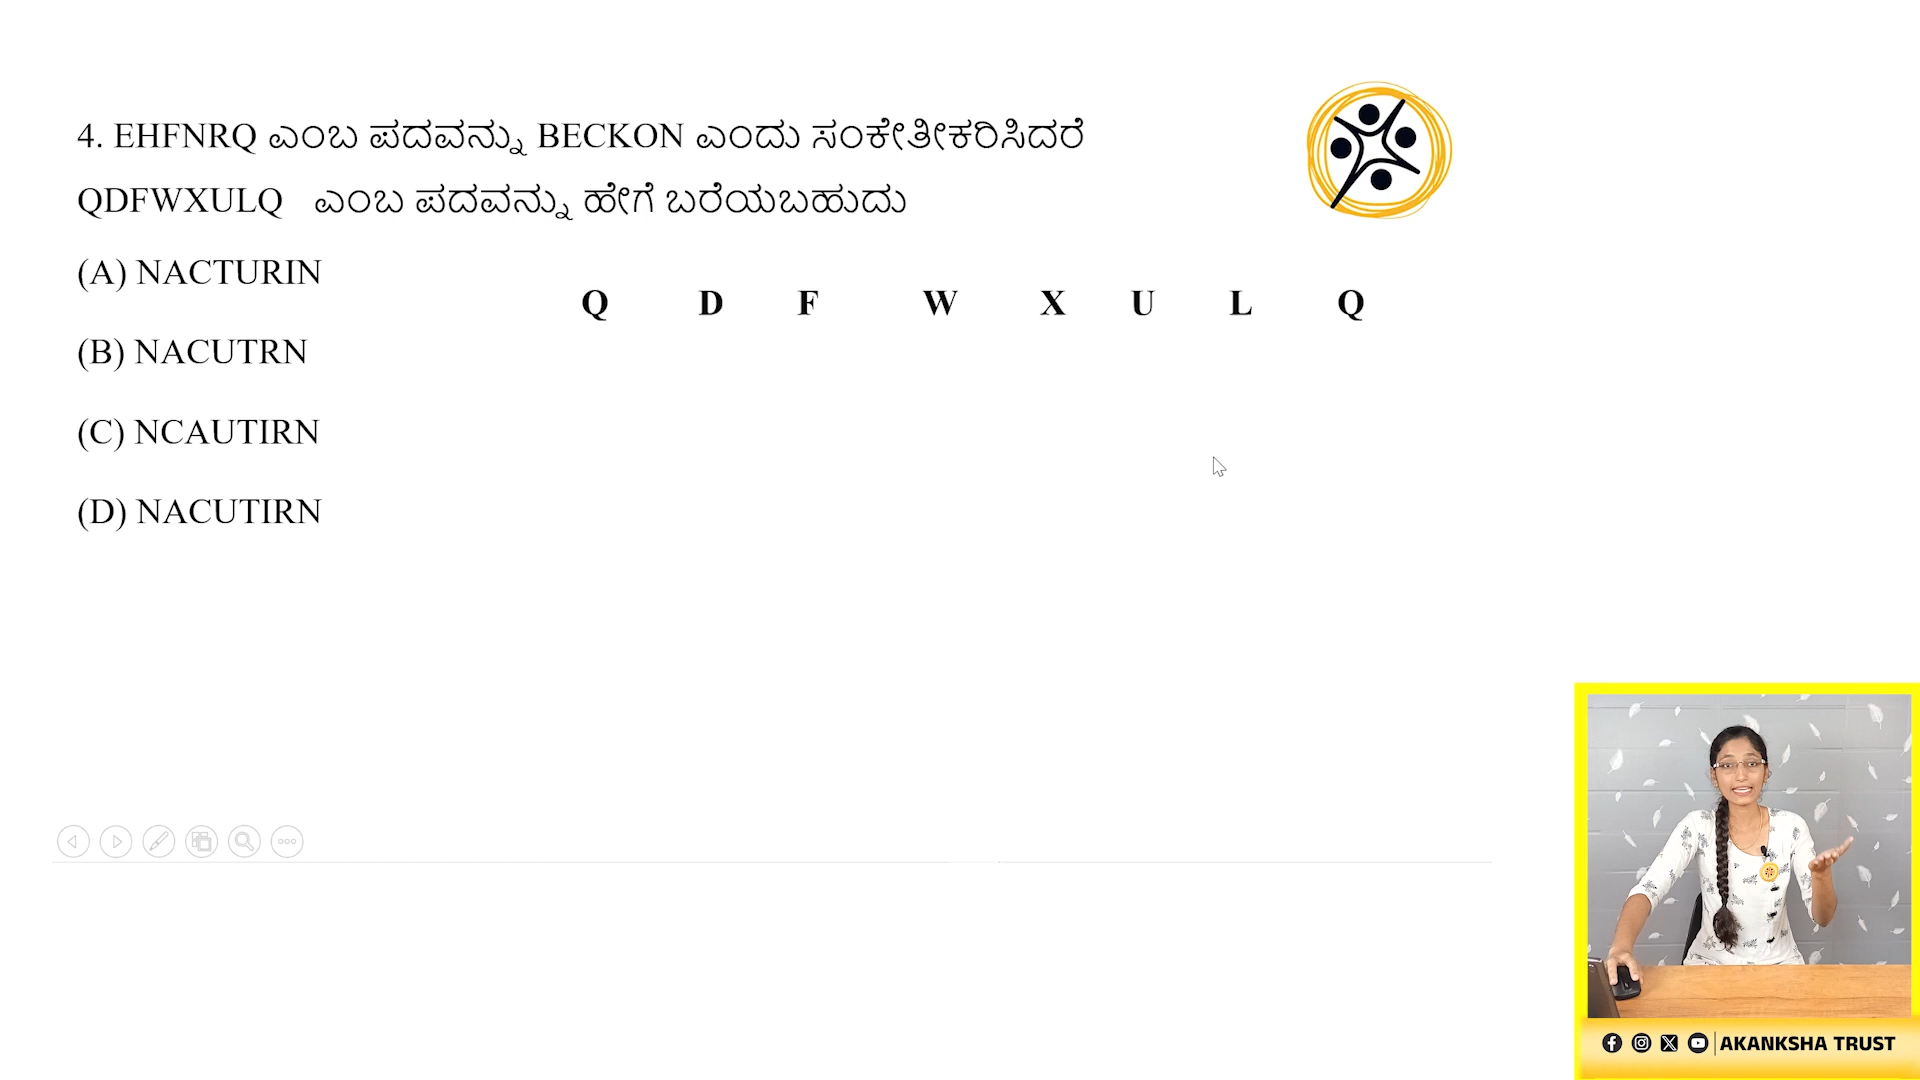 4. EHFNRQ ಎಂಬ ಪದವನ್ನು BECKON ಎಂದು ಸಂಕೇತೀಕರಿಸಿದರೆ
QDFWXULQ ಎಂಬ ಪದವನ್ನು ಹೇಗೆ ಬರೆಯಬಹುದು
(A) NACTURIN
Q D F W X U L Q
(B) NACUTRN
(C) NCAUTIRN
(D) NACUTIRN
AKANKSHA TRUST